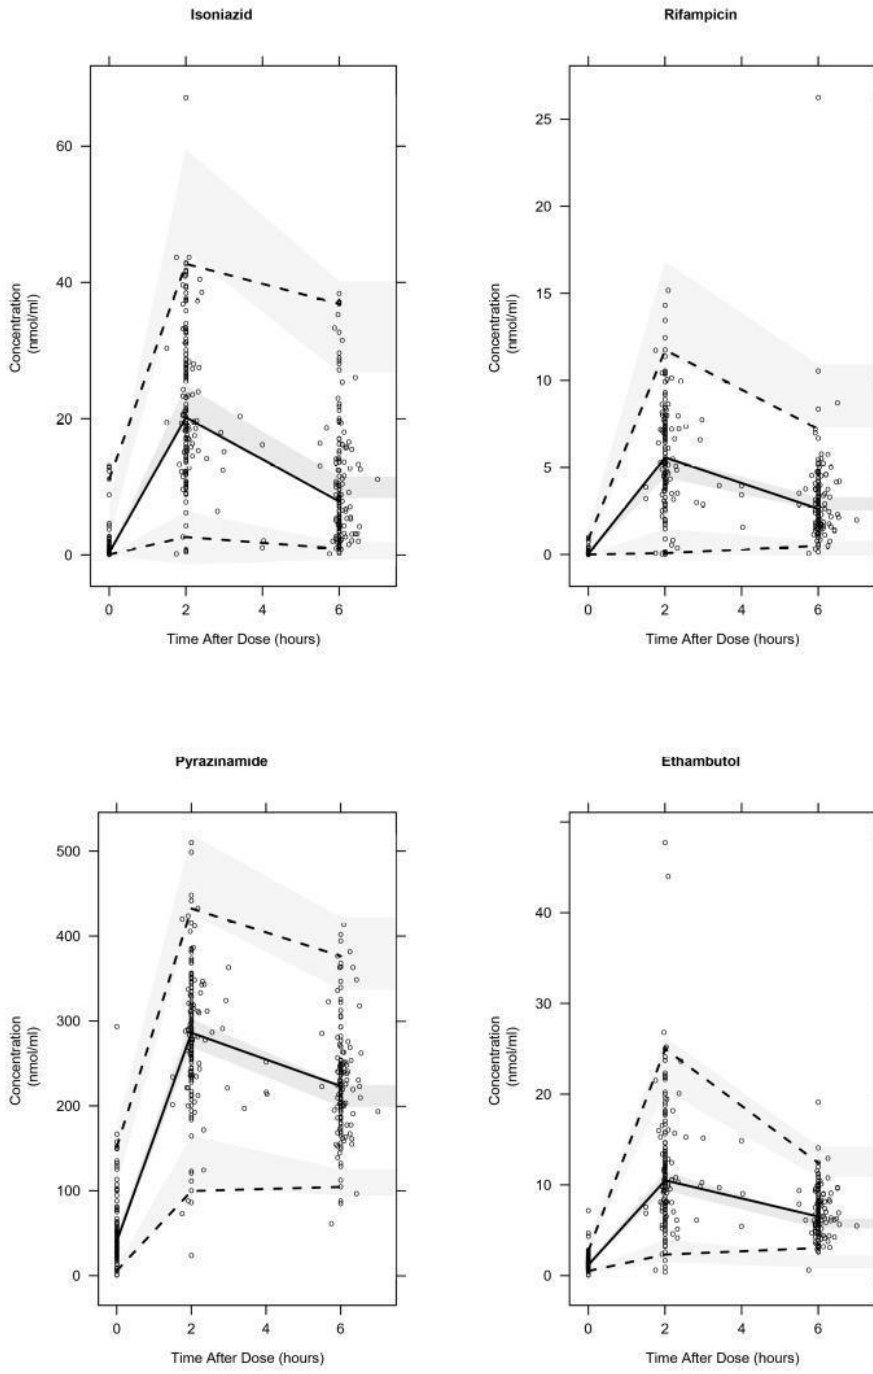 Isoniazid
60
40
20
0
Concentration
(nmol/ml)
0 2 4 6
Time After Dose (hours)
Rifampicin
25
20
15
10
5
0
Concentration
(nmol/ml)
0 2 4 6
Time After Dose (hours)
Pyrazinamide
500
400
300
200
100
0
Concentration
(nmol/ml)
0 2 4 6
Time After Dose (hours)
Ethambutol
40
30
20
10
0
Concentration
(nmol/ml)
0 2 4 6
Time After Dose (hours)